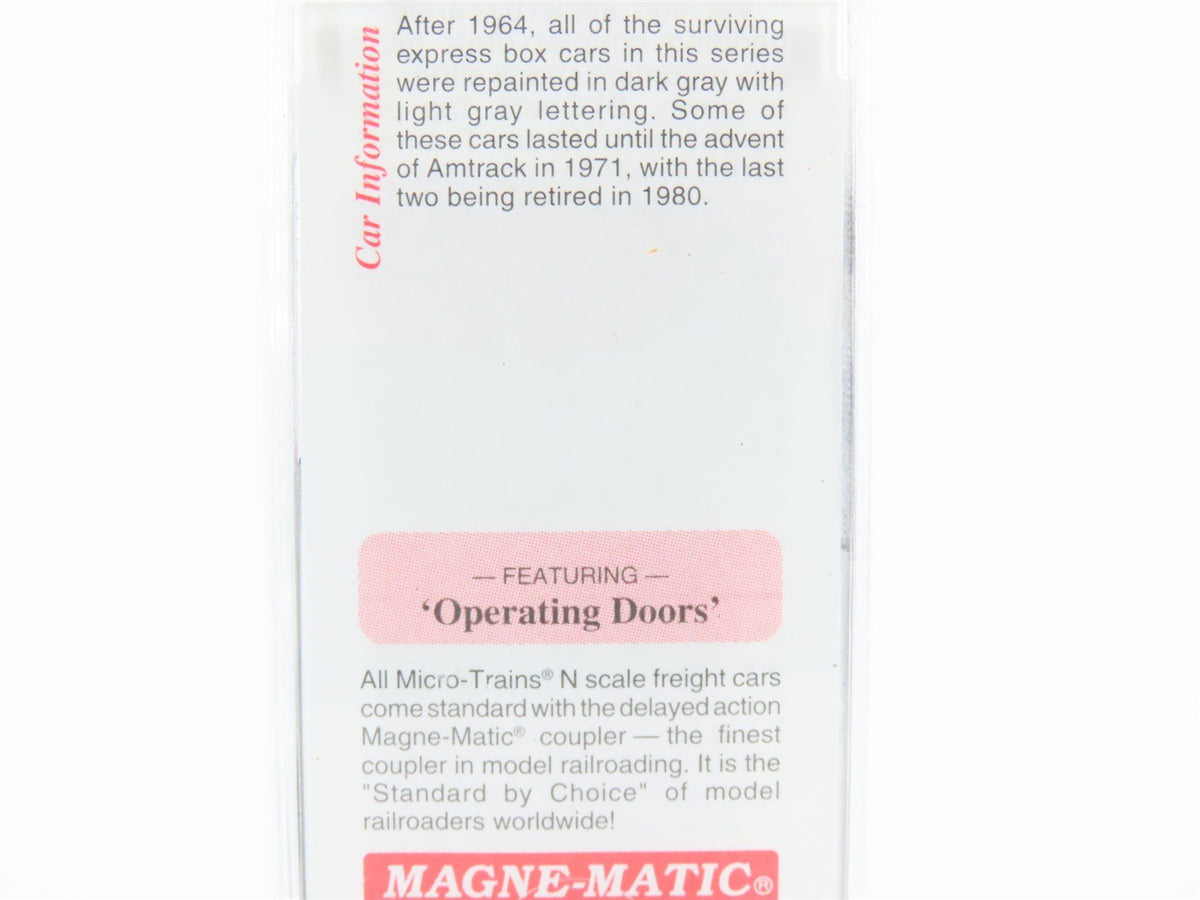 Car Information
After 1964, all of the surviving
express box cars in this series
were repainted in dark gray with
light gray lettering. Some of
these cars lasted until the advent
of Amtrack in 1971, with the last
two being retired in 1980.
— FEATURING —
‘Operating Doors’
All Micro-Trains® N scale freight cars
come standard with the delayed action
Magne-Matic® coupler — the finest
coupler in model railroading. It is the
"Standard by Choice" of model
railroaders worldwide!
MAGNE-MATIC®